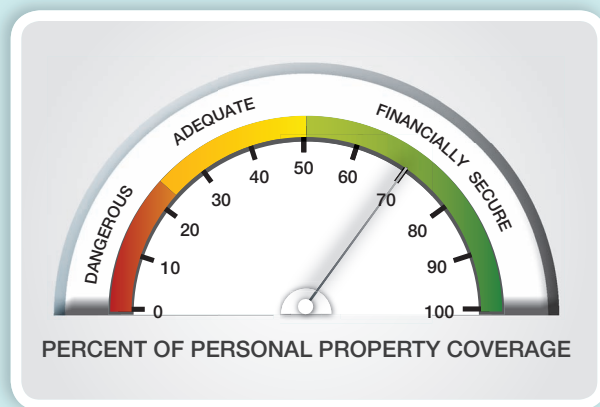 DANGEROUS
ADEQUATE
FINANCIALLY SECURE
0
10
20
30
40
50
60
70
80
90
100
PERCENT OF PERSONAL PROPERTY COVERAGE